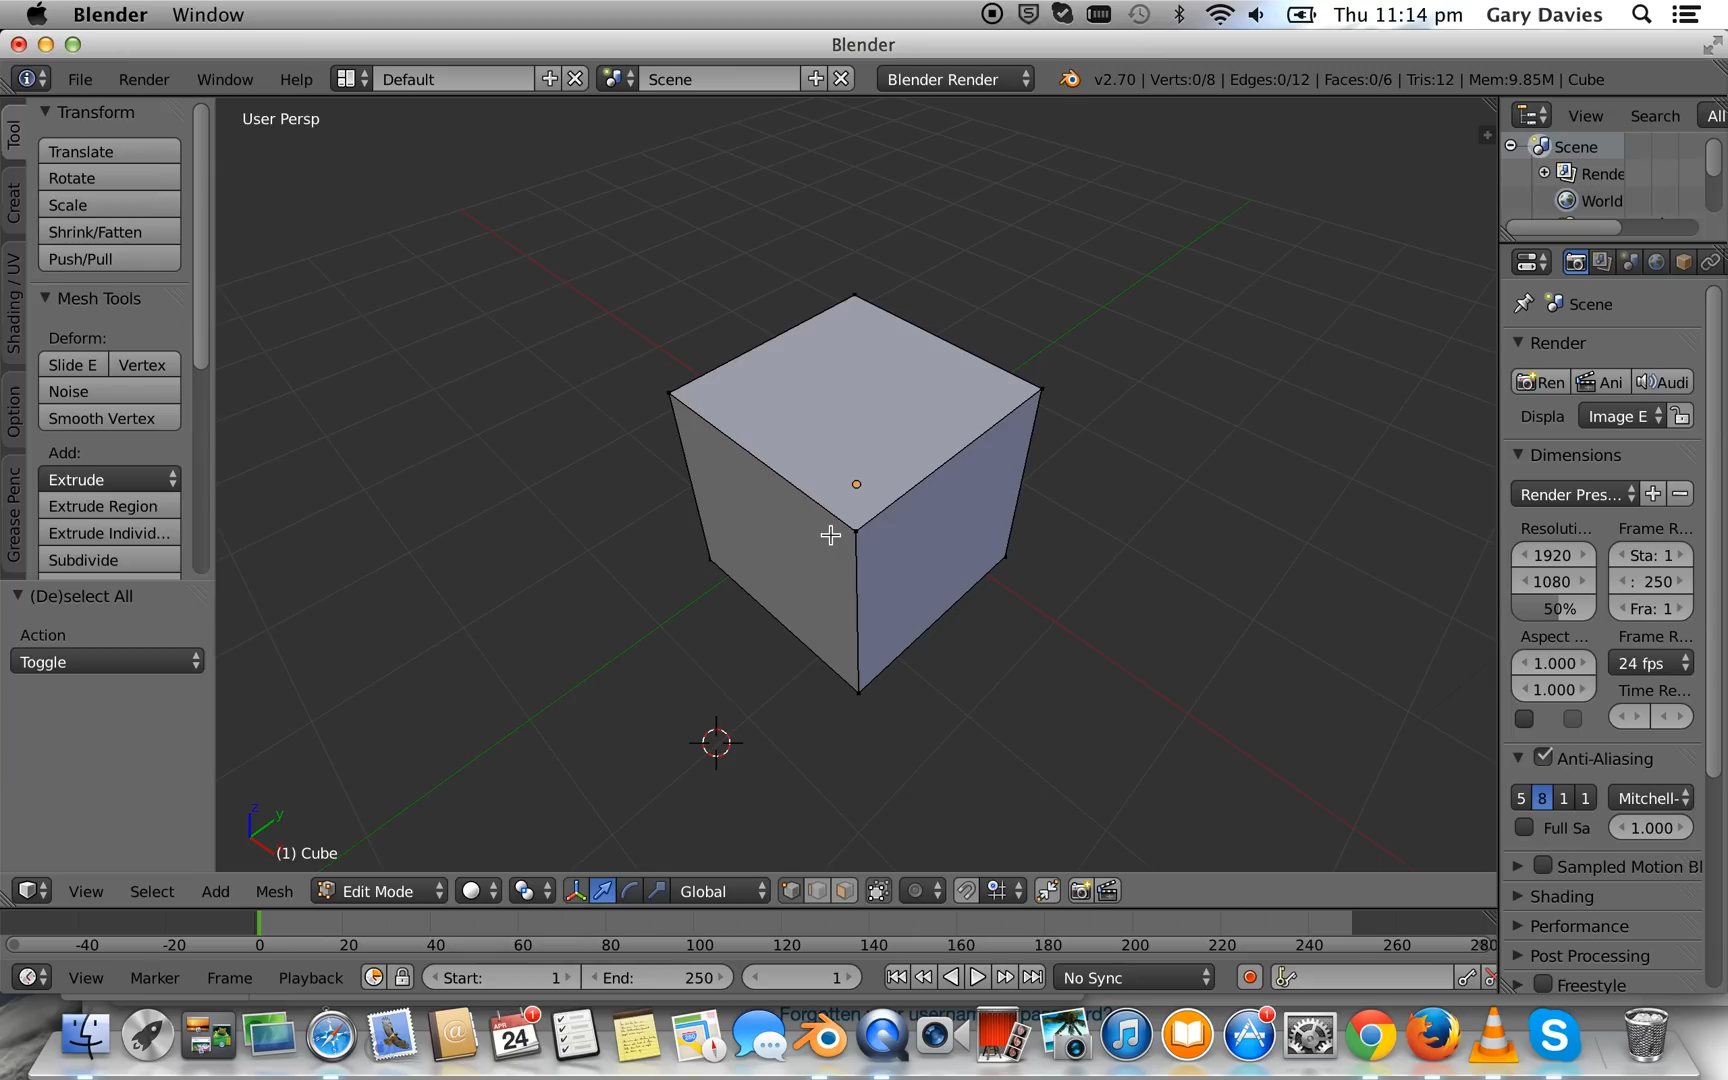 Blender Window Thu 11:14 pm Gary Davies
Blender
File Render Window Help Default Scene Blender Render v2.70 | Verts:0/8 | Edges:0/12 | Faces:0/6 | Tris:12 | Mem:9.85M | Cube
Tool
Creat
Shading / UV
Option
Grease Penc
Transform
Translate
Rotate
Scale
Shrink/Fatten
Push/Pull
Mesh Tools
Deform:
Slide E Vertex
Noise
Smooth Vertex
Add:
Extrude
Extrude Region
Extrude Individ...
Subdivide
(De)select All
Action
Toggle
User Persp
z
y
(1) Cube
View Search All
Scene
Rende
World
Scene
Render
Ren Ani Audi
Displa Image E
Dimensions
Render Pres...
Resoluti... Frame R...
1920 Sta: 1
1080 : 250
50% Fra: 1
Aspect ... Frame R...
1.000 24 fps
1.000 Time Re...
Anti-Aliasing
5 8 1 1 Mitchell-
Full Sa 1.000
Sampled Motion Bl
Shading
Performance
Post Processing
Freestyle
View Select Add Mesh Edit Mode Global
-40 -20 0 20 40 60 80 100 120 140 160 180 200 220 240 260 280
View Marker Frame Playback Start: 1 End: 250 1 No Sync
APR
24
1
1